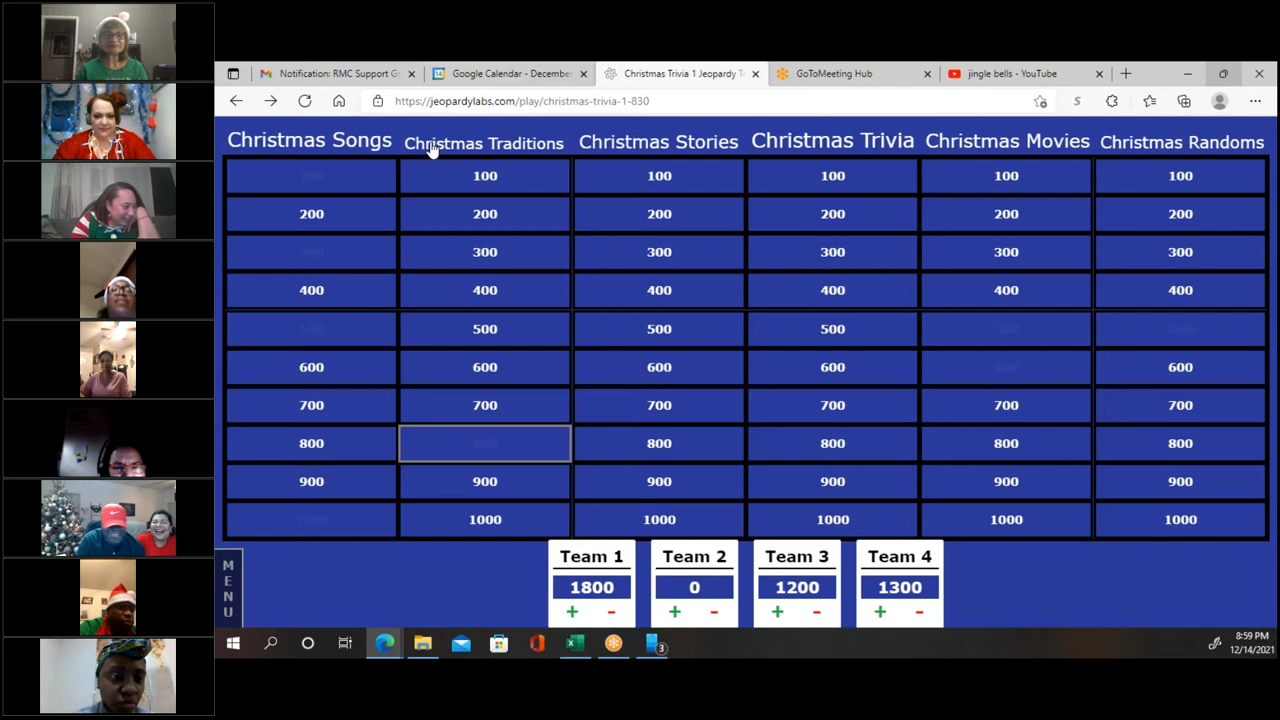 Notification: RMC Support Gr
Google Calendar - December
Christmas Trivia 1 Jeopardy T
GoToMeeting Hub
jingle bells - YouTube
https://jeopardylabs.com/play/christmas-trivia-1-830
Christmas Songs Christmas Traditions Christmas Stories Christmas Trivia Christmas Movies Christmas Randoms
100 100 100 100 100
200 200 200 200 200 200
300 300 300 300 300
400 400 400 400 400 400
500 500 500
600 600 600 600 600
700 700 700 700 700 700
800 800 800 800 800
900 900 900 900 900 900
1000 1000 1000 1000 1000
MENU
Team 1 Team 2 Team 3 Team 4
1800 0 1200 1300
+ - + - + - + -
3
8:59 PM
12/14/2021